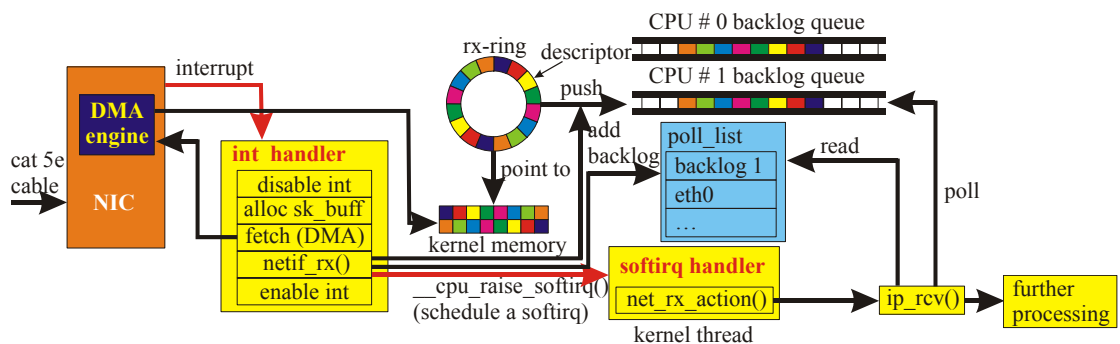 CPU # 0 backlog queue
rx-ring
descriptor
interrupt
CPU # 1 backlog queue
push
DMA
engine
add
backlog
poll_list
backlog 1
eth0
...
read
int handler
cat 5e
cable
NIC
disable int
alloc sk_buff
fetch (DMA)
netif_rx()
enable int
point to
kernel memory
poll
softirq handler
__cpu_raise_softirq()
(schedule a softirq)
net_rx_action()
kernel thread
ip_rcv()
further
processing